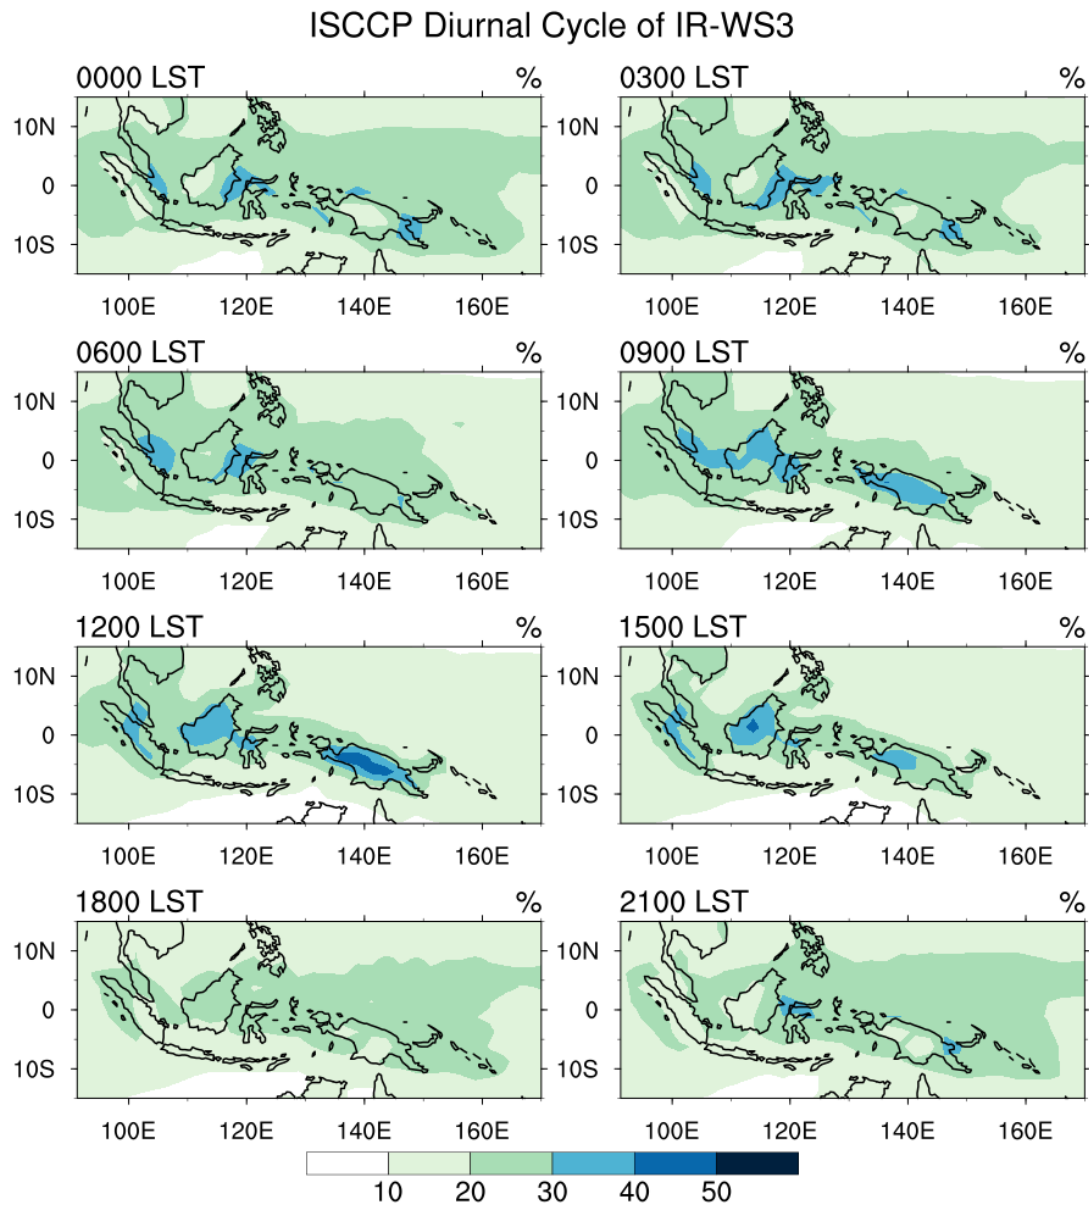 ISCCP Diurnal Cycle of IR-WS3
0000 LST % 0300 LST %
10N 10N
0 0
10S 10S
100E 120E 140E 160E 100E 120E 140E 160E
0600 LST % 0900 LST %
10N 10N
0 0
10S 10S
100E 120E 140E 160E 100E 120E 140E 160E
1200 LST % 1500 LST %
10N 10N
0 0
10S 10S
100E 120E 140E 160E 100E 120E 140E 160E
1800 LST % 2100 LST %
10N 10N
0 0
10S 10S
100E 120E 140E 160E 100E 120E 140E 160E
10 20 30 40 50